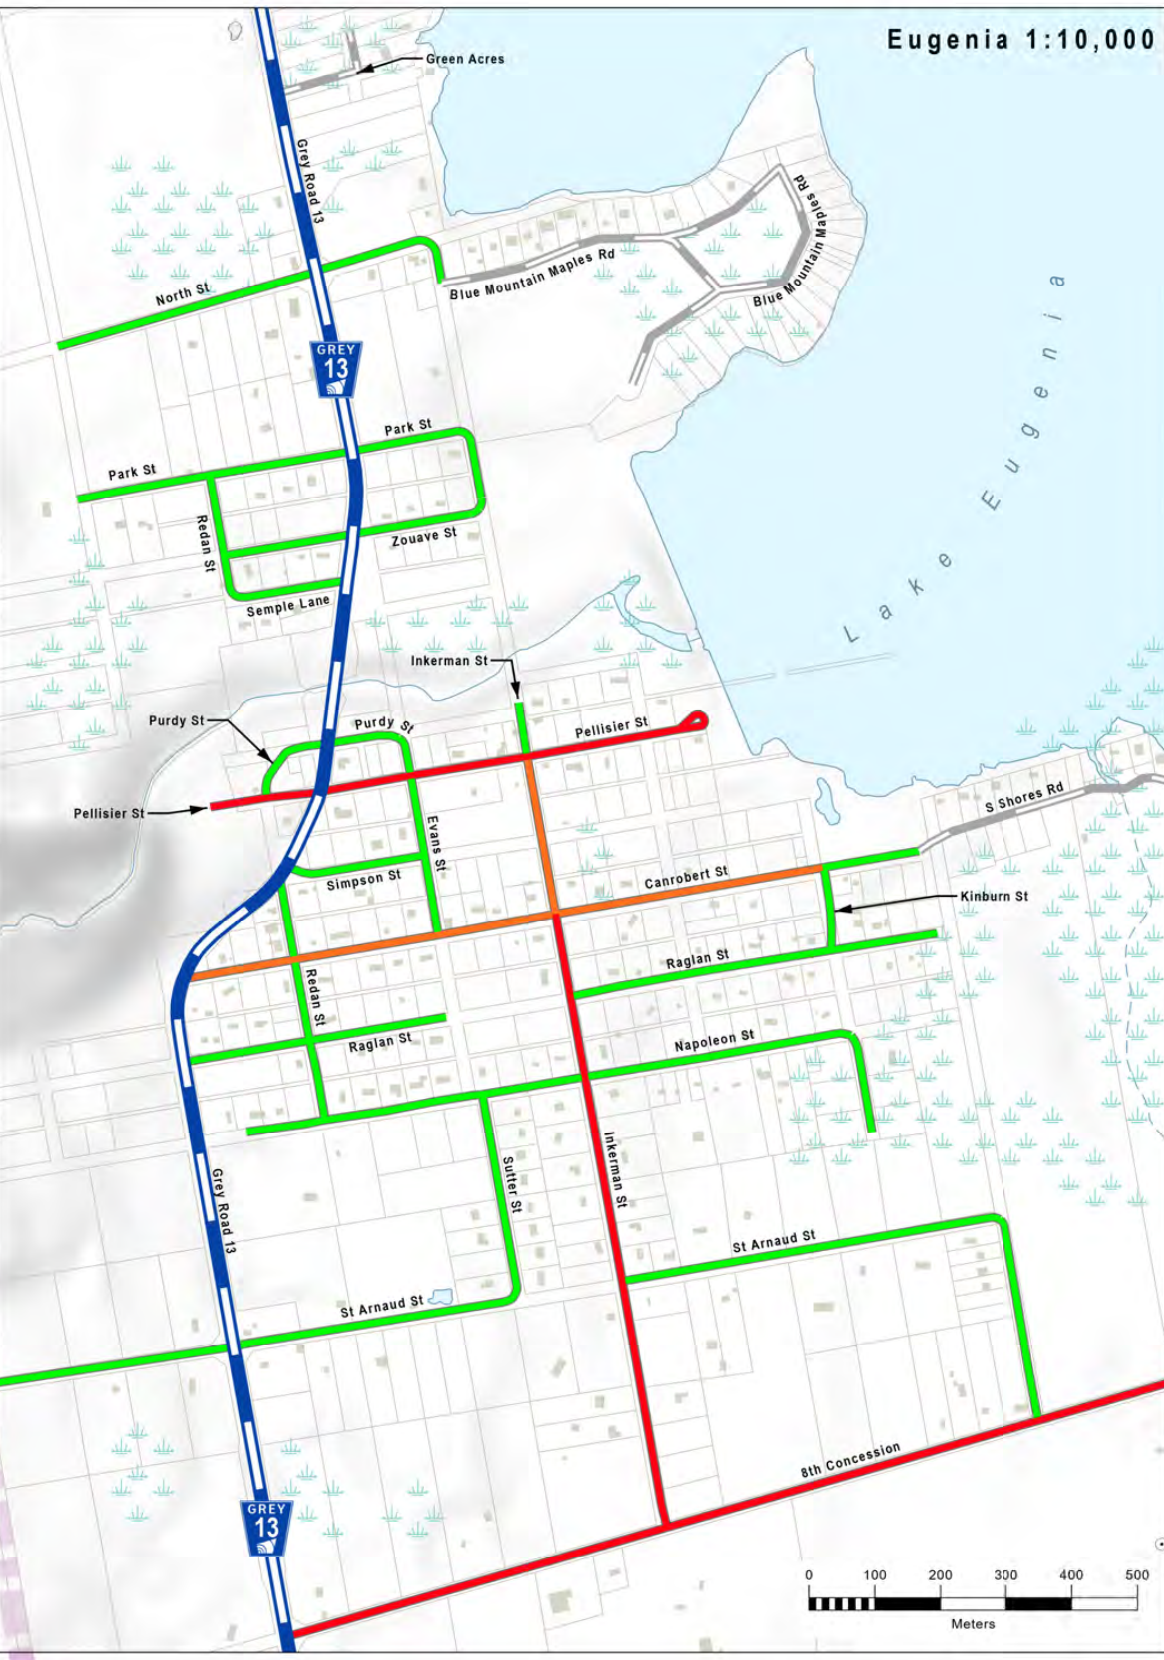 Eugenia 1:10,000
Green Acres
Grey Road 13
Blue Mountain Maples Rd
North St
Blue Mountain Maples Rd
Blue Mountain Maples Rd
GREY
13
Park St
Park St
Redan St
Zouave St
Semple Lane
Lake Eugenia
Inkerman St
Purdy St
Purdy St
Pellisier St
Pellisier St
S Shores Rd
Evans St
Simpson St
Canrobert St
Kinburn St
Raglan St
Redan St
Raglan St
Napoleon St
Inkerman St
Sutter St
Grey Road 13
St Arnaud St
St Arnaud St
8th Concession
GREY
13
0 100 200 300 400 500
Meters